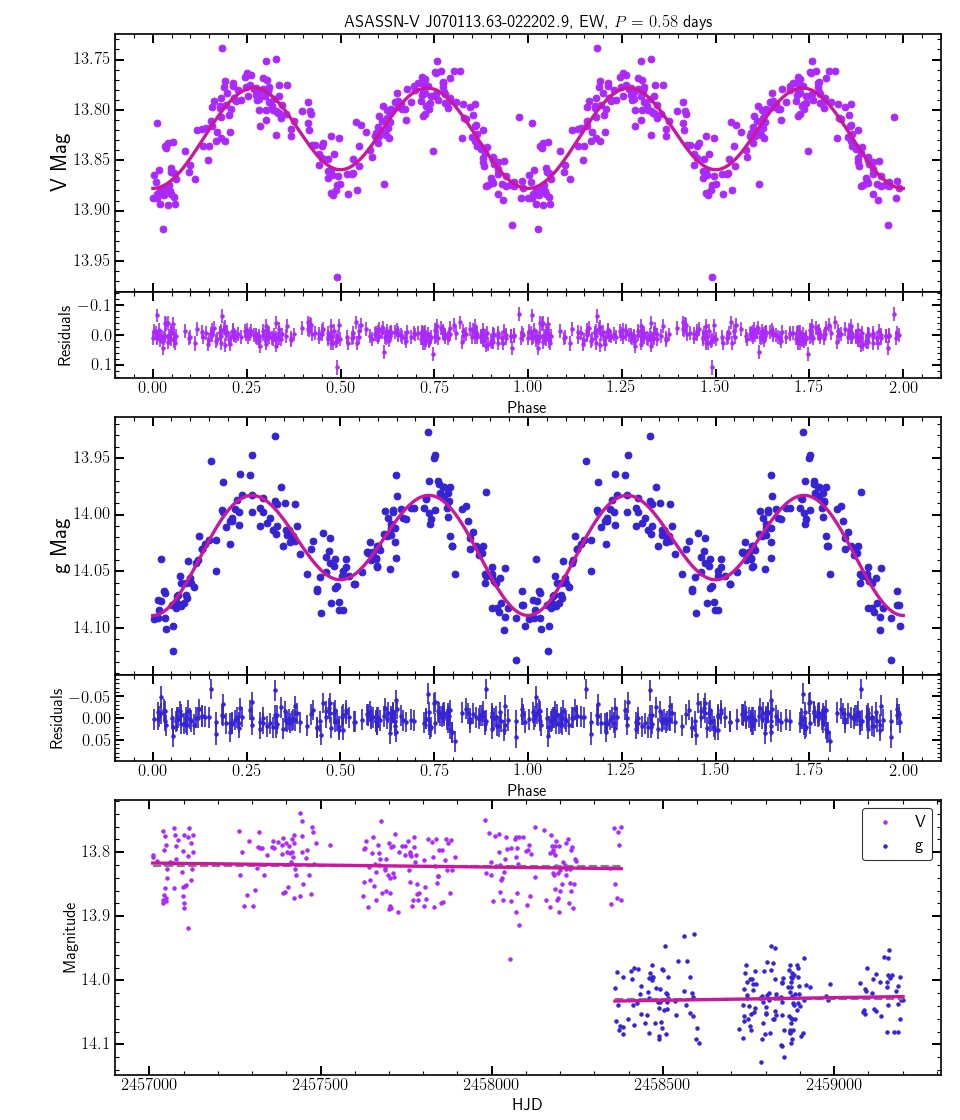 ASASSN-V J070113.63-022202.9, EW, P = 0.58 days
13.75
13.80
13.85
13.90
13.95
V Mag
−0.1
0.0
0.1
Residuals
0.00 0.25 0.50 0.75 1.00 1.25 1.50 1.75 2.00
Phase
13.95
14.00
14.05
14.10
g Mag
−0.05
0.00
0.05
Residuals
0.00 0.25 0.50 0.75 1.00 1.25 1.50 1.75 2.00
Phase
V
g
13.8
13.9
14.0
14.1
Magnitude
2457000 2457500 2458000 2458500 2459000
HJD